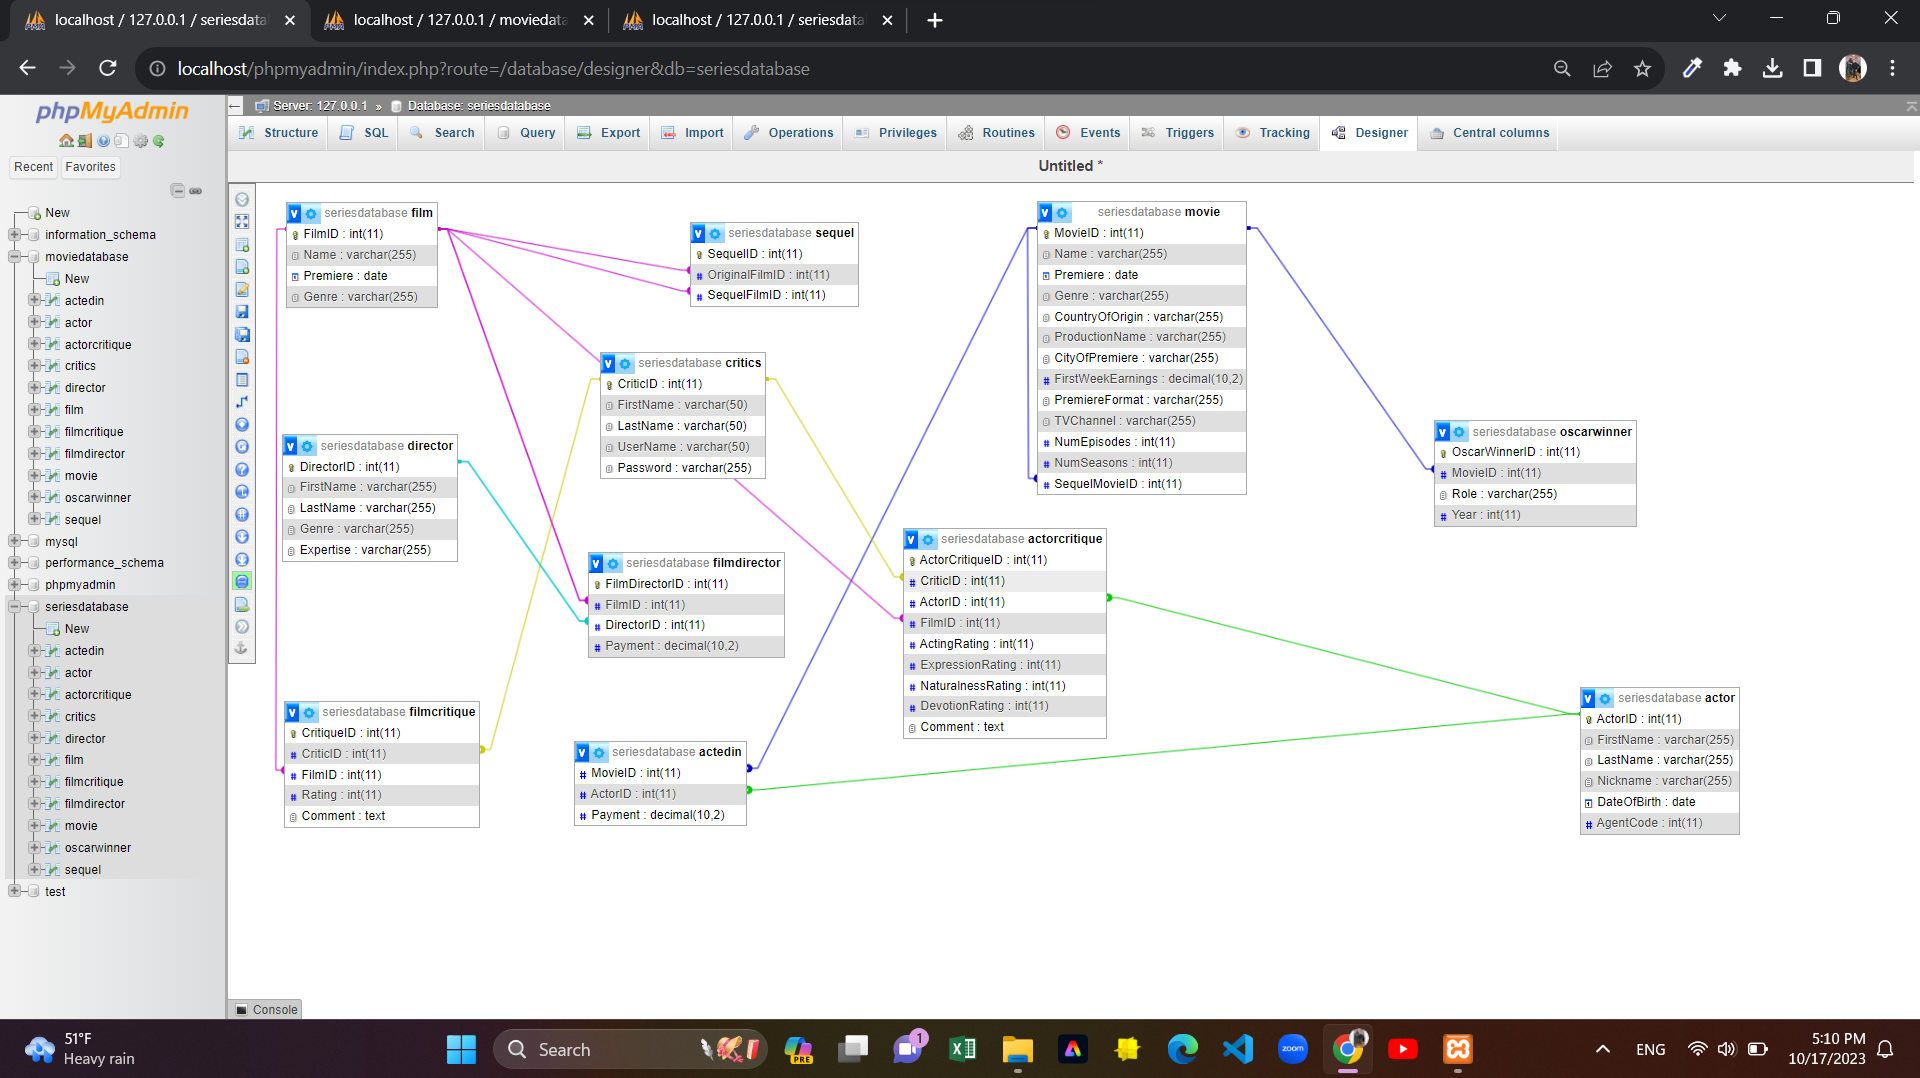 localhost / 127.0.0.1 / seriesdata
localhost / 127.0.0.1 / moviedata
localhost / 127.0.0.1 / seriesdata
localhost/phpmyadmin/index.php?route=/database/designer&db=seriesdatabase
phpMyAdmin
Recent
Favorites
New
information_schema
moviedatabase
New
actedin
actor
actorcritique
critics
director
film
filmcritique
filmdirector
movie
oscarwinner
sequel
mysql
performance_schema
phpmyadmin
seriesdatabase
New
actedin
actor
actorcritique
critics
director
film
filmcritique
filmdirector
movie
oscarwinner
sequel
test
Server: 127.0.0.1 » Database: seriesdatabase
Structure SQL Search Query Export Import Operations Privileges Routines Events Triggers Tracking Designer Central columns
Untitled *
seriesdatabase film
FilmID : int(11)
Name : varchar(255)
Premiere : date
Genre : varchar(255)
seriesdatabase sequel
SequelID : int(11)
OriginalFilmID : int(11)
SequelFilmID : int(11)
seriesdatabase movie
MovieID : int(11)
Name : varchar(255)
Premiere : date
Genre : varchar(255)
CountryOfOrigin : varchar(255)
ProductionName : varchar(255)
CityOfPremiere : varchar(255)
FirstWeekEarnings : decimal(10,2)
PremiereFormat : varchar(255)
TVChannel : varchar(255)
NumEpisodes : int(11)
NumSeasons : int(11)
SequelMovieID : int(11)
seriesdatabase critics
CriticID : int(11)
FirstName : varchar(50)
LastName : varchar(50)
UserName : varchar(50)
Password : varchar(255)
seriesdatabase oscarwinner
OscarWinnerID : int(11)
MovieID : int(11)
Role : varchar(255)
Year : int(11)
seriesdatabase director
DirectorID : int(11)
FirstName : varchar(255)
LastName : varchar(255)
Genre : varchar(255)
Expertise : varchar(255)
seriesdatabase filmdirector
FilmDirectorID : int(11)
FilmID : int(11)
DirectorID : int(11)
Payment : decimal(10,2)
seriesdatabase actorcritique
ActorCritiqueID : int(11)
CriticID : int(11)
ActorID : int(11)
FilmID : int(11)
ActingRating : int(11)
ExpressionRating : int(11)
NaturalnessRating : int(11)
DevotionRating : int(11)
Comment : text
seriesdatabase filmcritique
CritiqueID : int(11)
CriticID : int(11)
FilmID : int(11)
Rating : int(11)
Comment : text
seriesdatabase actedin
MovieID : int(11)
ActorID : int(11)
Payment : decimal(10,2)
seriesdatabase actor
ActorID : int(11)
FirstName : varchar(255)
LastName : varchar(255)
Nickname : varchar(255)
DateOfBirth : date
AgentCode : int(11)
Console
51°F
Heavy rain
Search
PRE
1
zoom
ENG
5:10 PM
10/17/2023